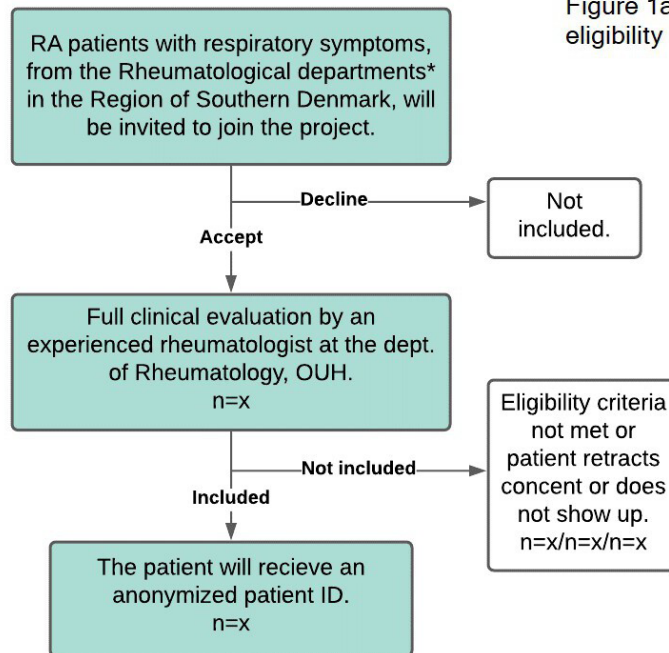 Figure 1a
eligibility
RA patients with respiratory symptoms,
from the Rheumatological departments*
in the Region of Southern Denmark, will
be invited to join the project.
Decline
Not
included.
Accept
Full clinical evaluation by an
experienced rheumatologist at the dept.
of Rheumatology, OUH.
n=x
Not included
Eligibility criteria
not met or
patient retracts
concent or does
not show up.
n=x/n=x/n=x
Included
The patient will recieve an
anonymized patient ID.
n=x